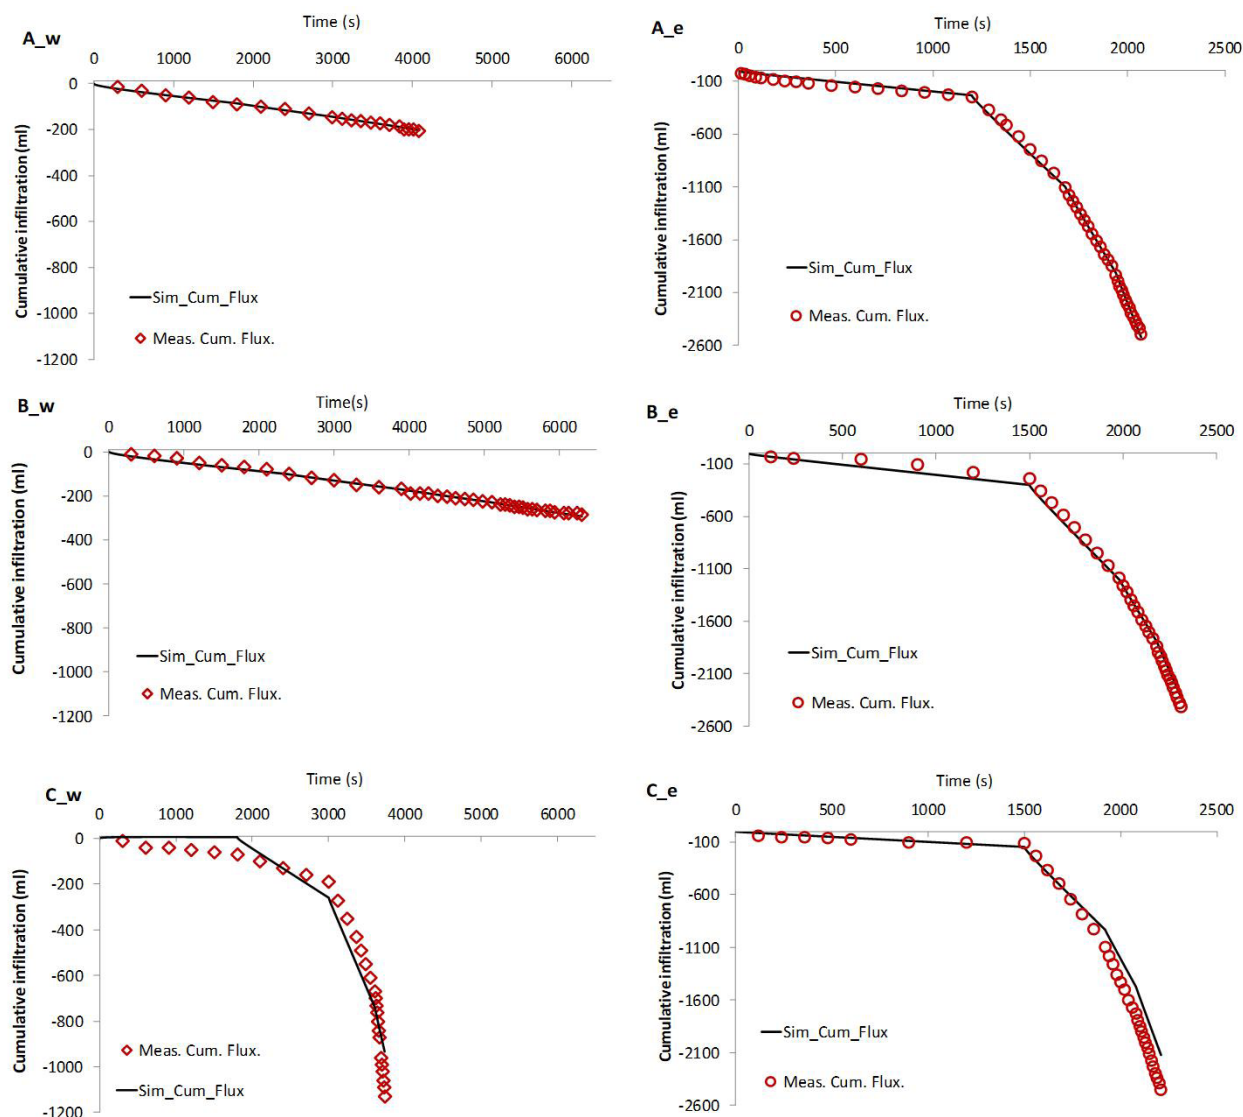 A_w
Time (s)
0 1000 2000 3000 4000 5000 6000
0
-200
-400
-600
-800
-1000
-1200
Cumulative infiltration (ml)
Sim_Cum_Flux
Meas. Cum. Flux.
A_e
Time (s)
0 500 1000 1500 2000 2500
-100
-600
-1100
-1600
-2100
-2600
Cumulative infiltration (ml)
Sim_Cum_Flux
Meas. Cum. Flux.
B_w
Time(s)
0 1000 2000 3000 4000 5000 6000
0
-200
-400
-600
-800
-1000
-1200
Cumulative infiltration (ml)
Sim_Cum_Flux
Meas. Cum. Flux.
B_e
Time (s)
0 500 1000 1500 2000 2500
-100
-600
-1100
-1600
-2100
-2600
Cumulative infiltration (ml)
Sim_Cum_Flux
Meas. Cum. Flux.
C_w
Time (s)
0 1000 2000 3000 4000 5000 6000
0
-200
-400
-600
-800
-1000
-1200
Cumulative infiltration (ml)
Meas. Cum. Flux.
Sim_Cum_Flux
C_e
Time (s)
0 500 1000 1500 2000 2500
-100
-600
-1100
-1600
-2100
-2600
Cumulative infiltration (ml)
Sim_Cum_Flux
Meas. Cum. Flux.